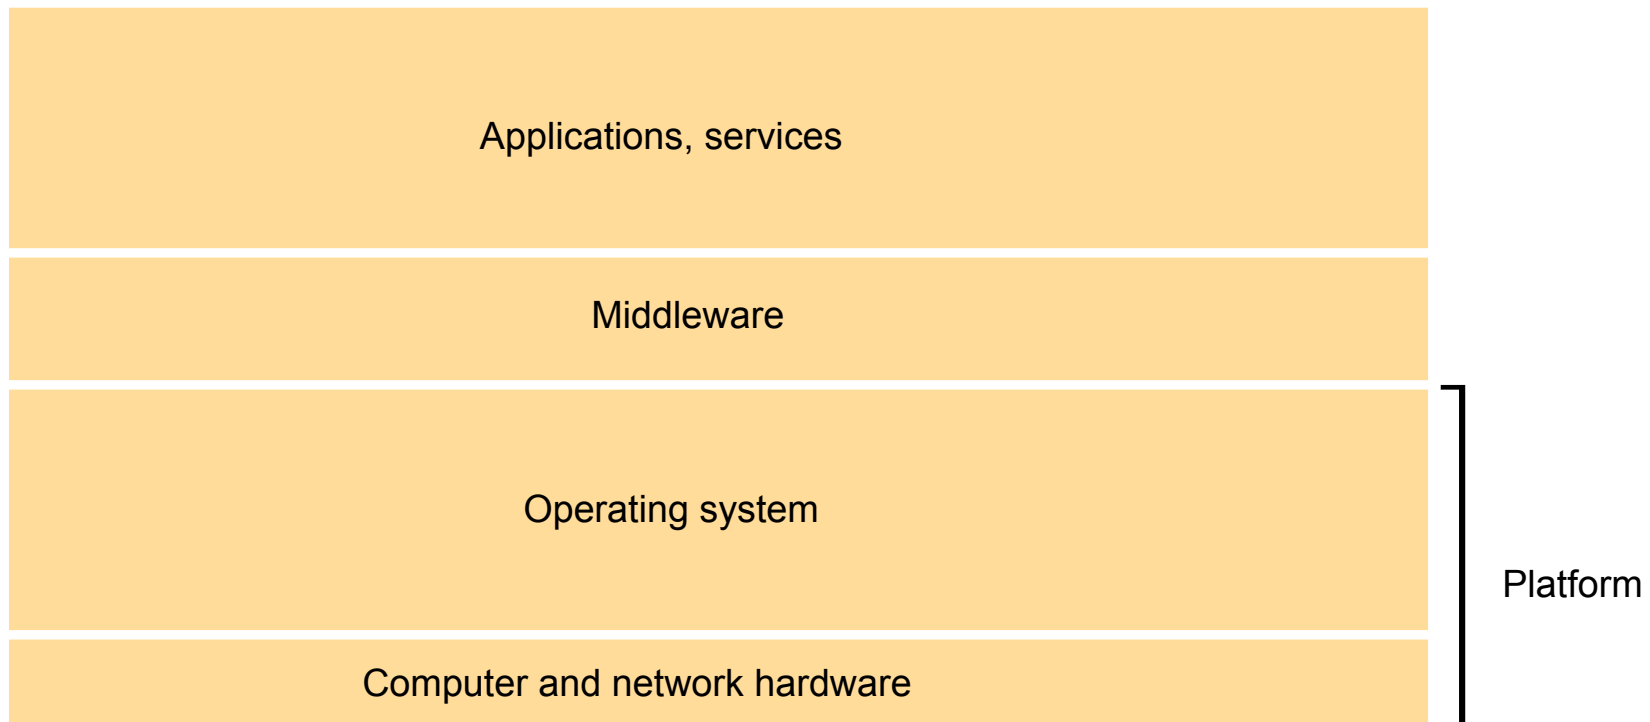 Applications, services
Middleware
Operating system
Platform
Computer and network hardware